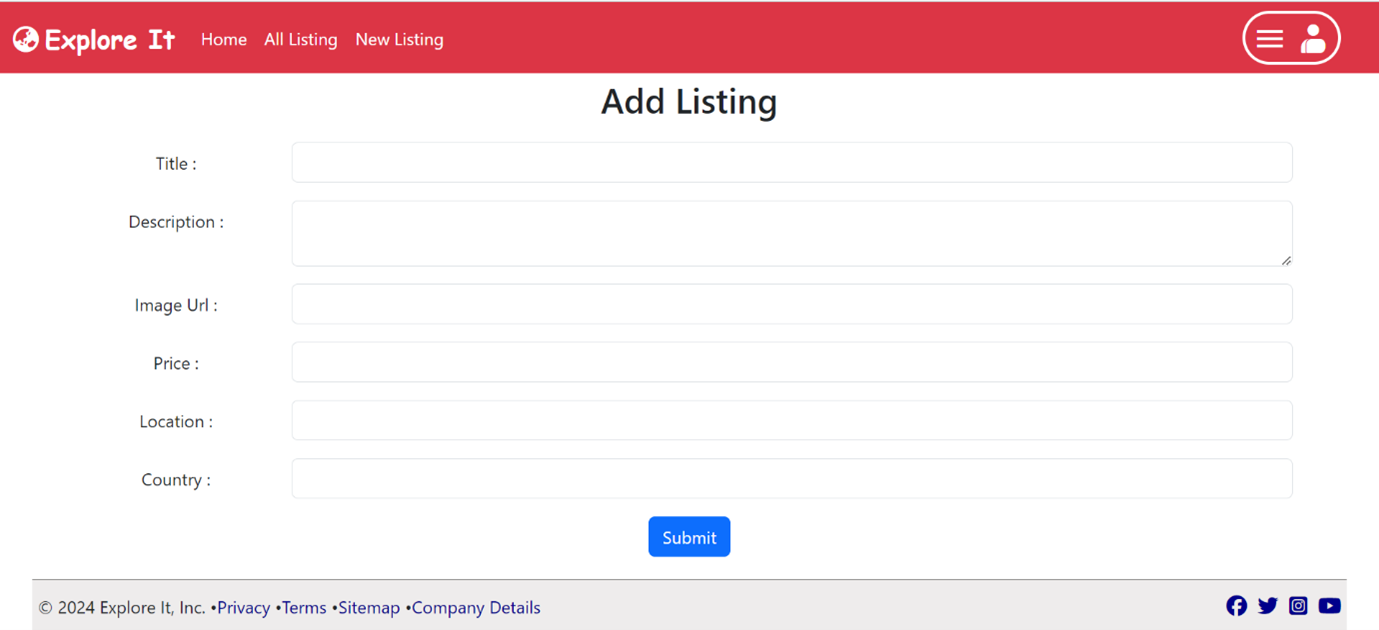 Explore It Home All Listing New Listing
Add Listing
Title :
Description :
Image Url :
Price :
Location :
Country :
Submit
© 2024 Explore It, Inc. •Privacy •Terms •Sitemap •Company Details